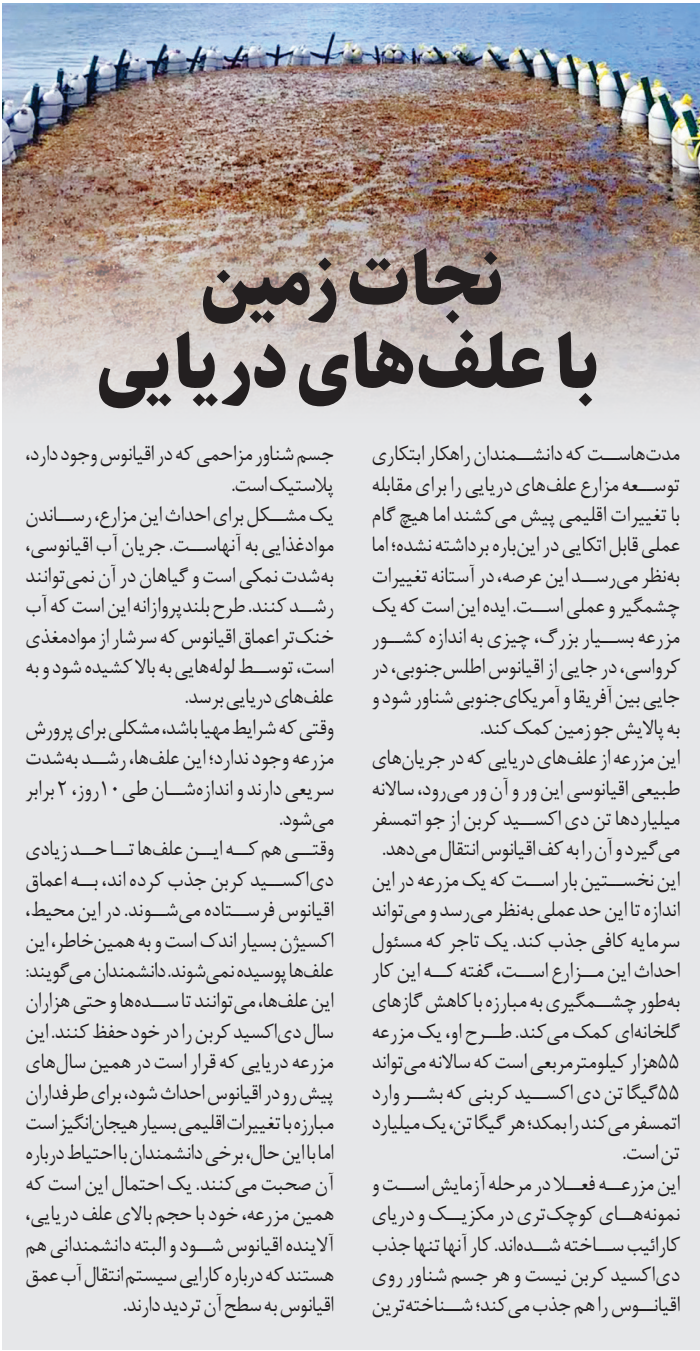 نجات زمین
با علف‌های دریایی
مدت‌هاست که دانشمندان راهکار ابتکاری
توسعه مزارع علف‌های دریایی را برای مقابله
با تغییرات اقلیمی پیش می‌کشند اما هیچ گام
عملی قابل اتکایی در این‌باره برداشته نشده؛ اما
به‌نظر می‌رسد این عرصه، در آستانه تغییرات
چشمگیر و عملی است. ایده این است که یک
مزرعه بسیار بزرگ، چیزی به اندازه کشور
کرواسی، در جایی از اقیانوس اطلس‌جنوبی، در
جایی بین آفریقا و آمریکای‌جنوبی شناور شود و
به پالایش جو زمین کمک کند.
این مزرعه از علف‌های دریایی که در جریان‌های
طبیعی اقیانوسی این ور و آن ور می‌رود، سالانه
میلیاردها تن دی اکسید کربن از جو اتمسفر
می‌گیرد و آن را به کف اقیانوس انتقال می‌دهد.
این نخستین بار است که یک مزرعه در این
اندازه تا این حد عملی به‌نظر می‌رسد و می‌تواند
سرمایه کافی جذب کند. یک تاجر که مسئول
احداث این مزارع است، گفته که این کار
به‌طور چشمگیری به مبارزه با کاهش گازهای
گلخانه‌ای کمک می‌کند. طرح او، یک مزرعه
۵۵هزار کیلومترمربعی است که سالانه می‌تواند
۵۵گیگا تن دی اکسید کربنی که بشر وارد
اتمسفر می‌کند را بمکد؛ هر گیگا تن، یک میلیارد
تن است.
این مزرعه فعلا در مرحله آزمایش است و
نمونه‌های کوچک‌تری در مکزیک و دریای
کارائیب ساخته شده‌اند. کار آنها تنها جذب
دی‌اکسید کربن نیست و هر جسم شناور روی
اقیانوس را هم جذب می‌کند؛ شناخته‌ترین
جسم شناور مزاحمی که در اقیانوس وجود دارد،
پلاستیک است.
یک مشکل برای احداث این مزارع، رساندن
موادغذایی به آنهاست. جریان آب اقیانوسی،
به‌شدت نمکی است و گیاهان در آن نمی‌توانند
رشد کنند. طرح بلندپروازانه این است که آب
خنک‌تر اعماق اقیانوس که سرشار از موادمغذی
است، توسط لوله‌هایی به بالا کشیده شود و به
علف‌های دریایی برسد.
وقتی که شرایط مهیا باشد، مشکلی برای پرورش
مزرعه وجود ندارد؛ این علف‌ها، رشد به‌شدت
سریعی دارند و اندازه‌شان طی ۱۰روز، ۲ برابر
می‌شود.
وقتی هم که این علف‌ها تا حد زیادی
دی‌اکسید کربن جذب کرده اند، به اعماق
اقیانوس فرستاده می‌شوند. در این محیط،
اکسیژن بسیار اندک است و به همین‌خاطر، این
علف‌ها پوسیده نمی‌شوند. دانشمندان می‌گویند:
این علف‌ها، می‌توانند تا سده‌ها و حتی هزاران
سال دی‌اکسید کربن را در خود حفظ کنند. این
مزرعه دریایی که قرار است در همین سال‌های
پیش رو در اقیانوس احداث شود، برای طرفداران
مبارزه با تغییرات اقلیمی بسیار هیجان‌انگیز است
اما با این حال، برخی دانشمندان با احتیاط درباره
آن صحبت می‌کنند. یک احتمال این است که
همین مزرعه، خود با حجم بالای علف دریایی،
آلاینده اقیانوس شود و البته دانشمندانی هم
هستند که درباره کارایی سیستم انتقال آب عمق
اقیانوس به سطح آن تردید دارند.